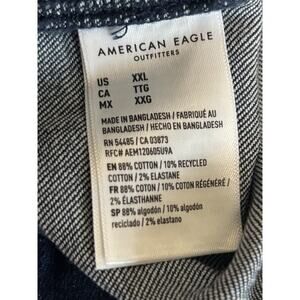 AMERICAN EAGLE
OUTFITTERS
US XXL
CA TTG
MX XXG
MADE IN BANGLADESH / FABRIQUÉ AU
BANGLADESH / HECHO EN BANGLADESH
RN 54485 / CA 03873
RFC# AEM120605U9A
EN 88% COTTON / 10% RECYCLED
COTTON / 2% ELASTANE
FR 88% COTON / 10% COTON RÉGÉNÉRÉ /
2% ÉLASTHANNE
SP 88% algodón / 10% algodón
reciclado / 2% elastano